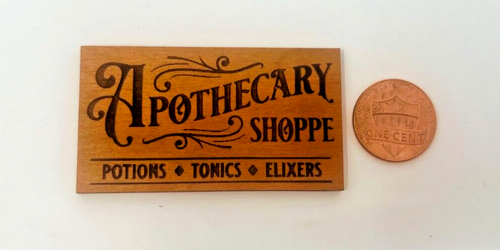 Apothecary
Shoppe
Potions ◆ Tonics ◆ Elixers
ONE CENT